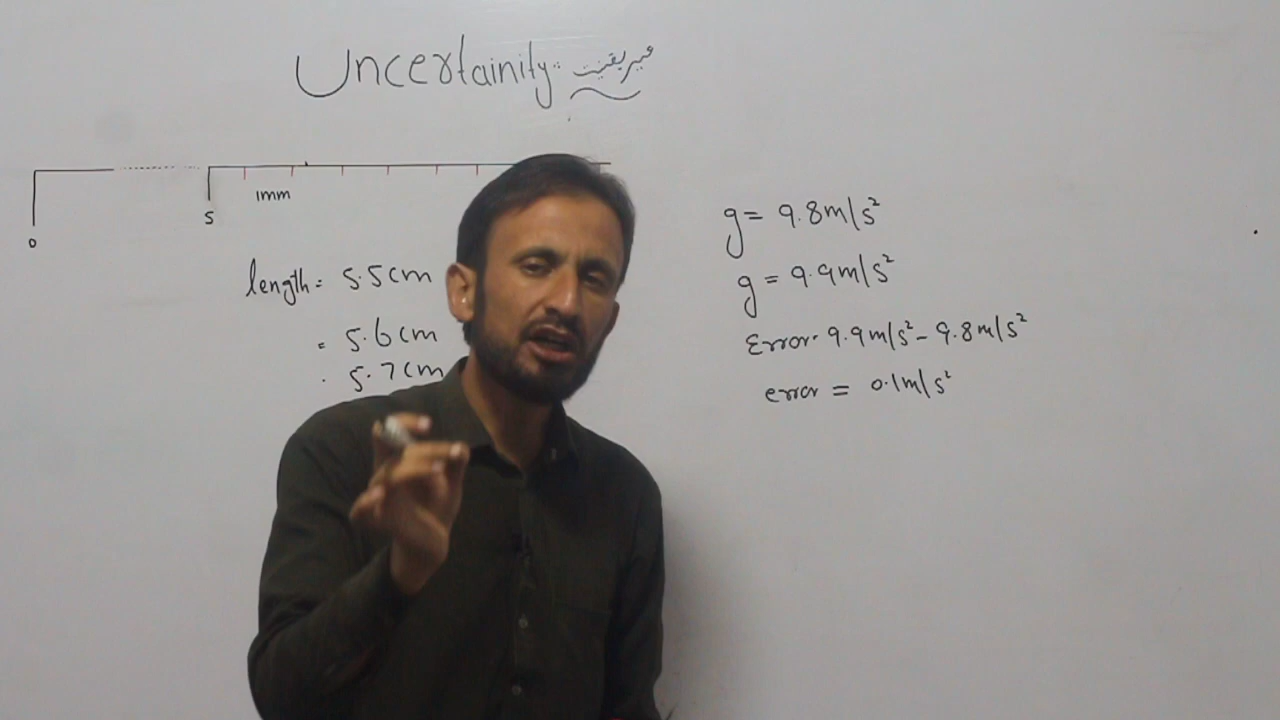 Uncertainity:- غیر یقینیت
1mm
5
0
length = 5.5cm
= 5.6cm
. 5.7cm
g = 9.8m/s²
g = 9.9m/s²
Error. 9.9m/s² - 9.8m/s²
error = 0.1m/s²